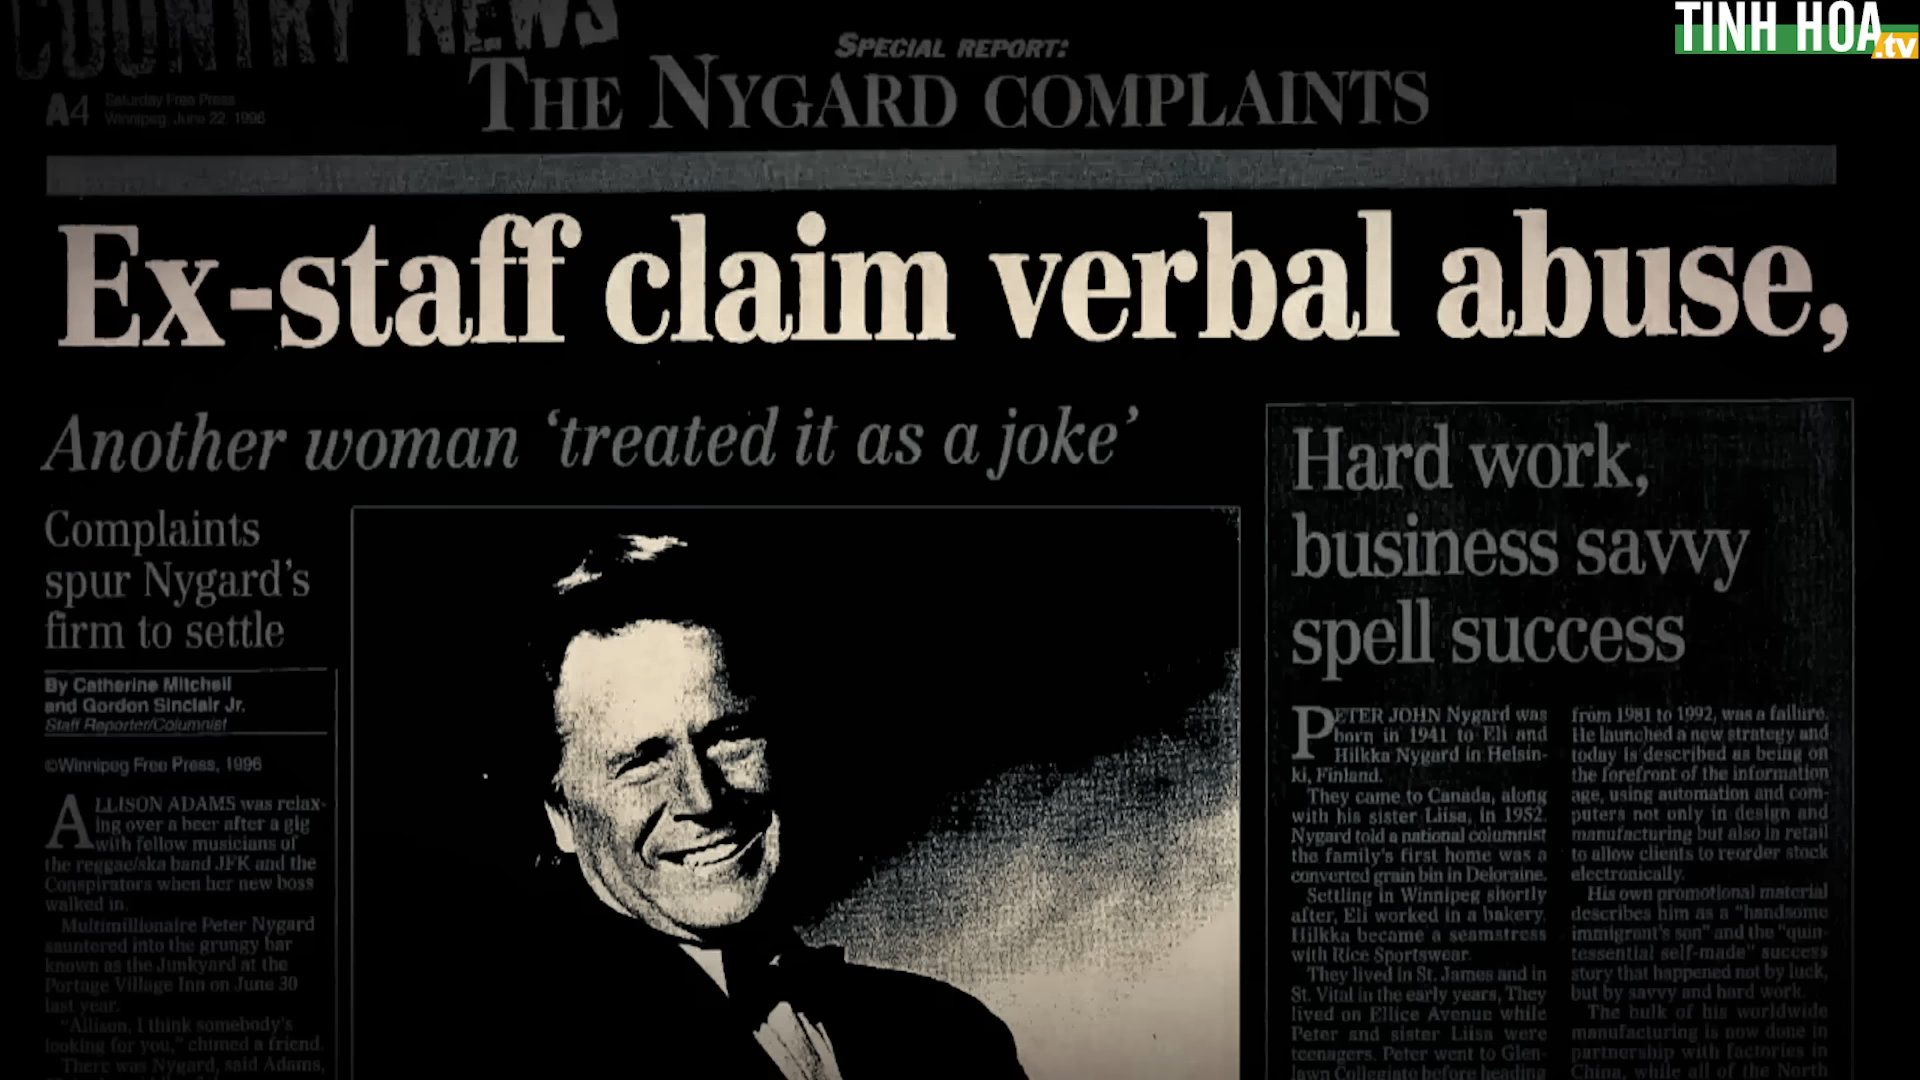 COUNTRY NEWS
TINH HOA
.tv
SPECIAL REPORT:
THE NYGARD COMPLAINTS
A4
Saturday Free Press
Winnipeg, June 22, 1996
Ex-staff claim verbal abuse,
Another woman ‘treated it as a joke’
Complaints
spur Nygard’s
firm to settle
By Catherine Mitchell
and Gordon Sinclair Jr.
Staff Reporter/Columnist
©Winnipeg Free Press, 1996
ALLISON ADAMS was relax-
ing over a beer after a gig
with fellow musicians of
the reggae/ska band JFK and the
Conspirators when her new boss
walked in.
Multimillionaire Peter Nygard
sauntered into the grungy bar
known as the Junkyard at the
Portage Village Inn on June 30
last year.
“Allison, I think somebody’s
looking for you,” chimed a friend.
There was Nygard, said Adams,
Hard work,
business savvy
spell success
PETER JOHN Nygard was
born in 1941 to Eli and
Hilkka Nygard in Helsin-
ki, Finland.
They came to Canada, along
with his sister Liisa, in 1952.
Nygard told a national columnist
the family’s first home was a
converted grain bin in Deloraine.
Settling in Winnipeg shortly
after, Eli worked in a bakery,
Hilkka became a seamstress
with Rice Sportswear.
They lived in St. James and in
St. Vital in the early years, They
lived on Ellice Avenue while
Peter and sister Liisa were
teenagers. Peter went to Glen-
lawn Collegiate before heading
from 1981 to 1992, was a failure.
He launched a new strategy and
today is described as being on
the forefront of the information
age, using automation and com-
puters not only in design and
manufacturing but also in retail
to allow clients to reorder stock
electronically.
His own promotional material
describes him as a “handsome
immigrant’s son” and the “quin-
tessential self-made” success
story that happened not by luck,
but by savvy and hard work.
The bulk of his worldwide
manufacturing is now done in
partnership with factories in
China, while all of the North